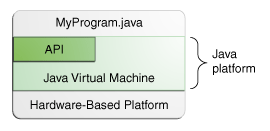 MyProgram.java
API
Java Virtual Machine
Java
platform
Hardware-Based Platform